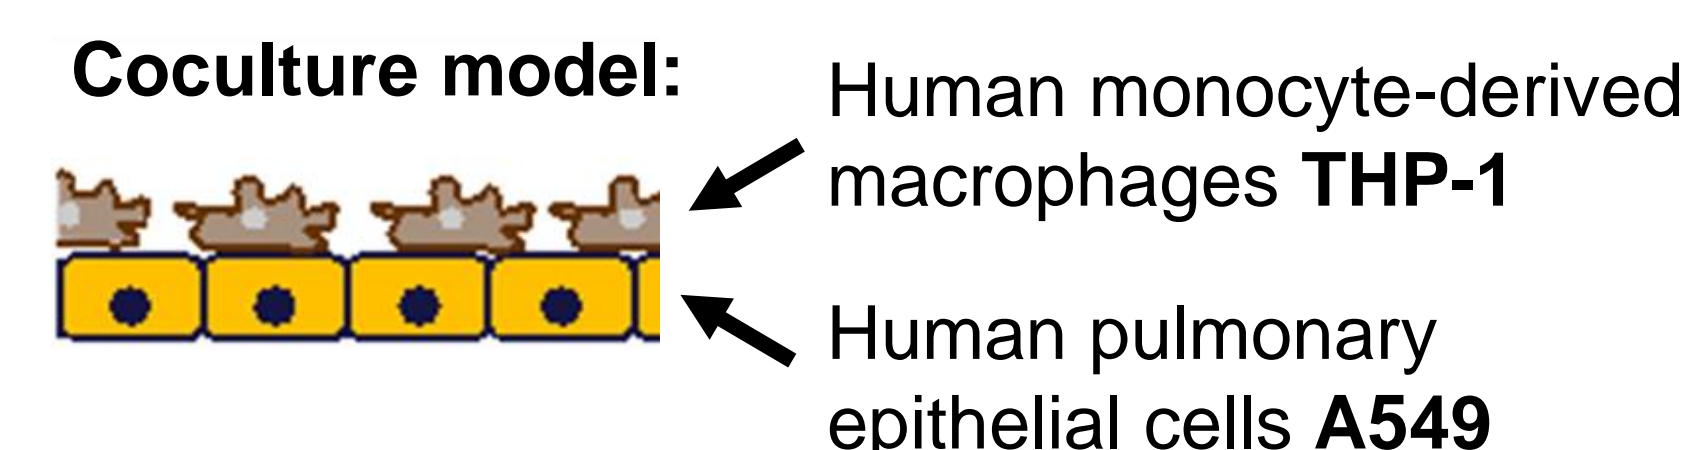 Coculture model:
Human monocyte-derived
macrophages THP-1
Human pulmonary
epithelial cells A549